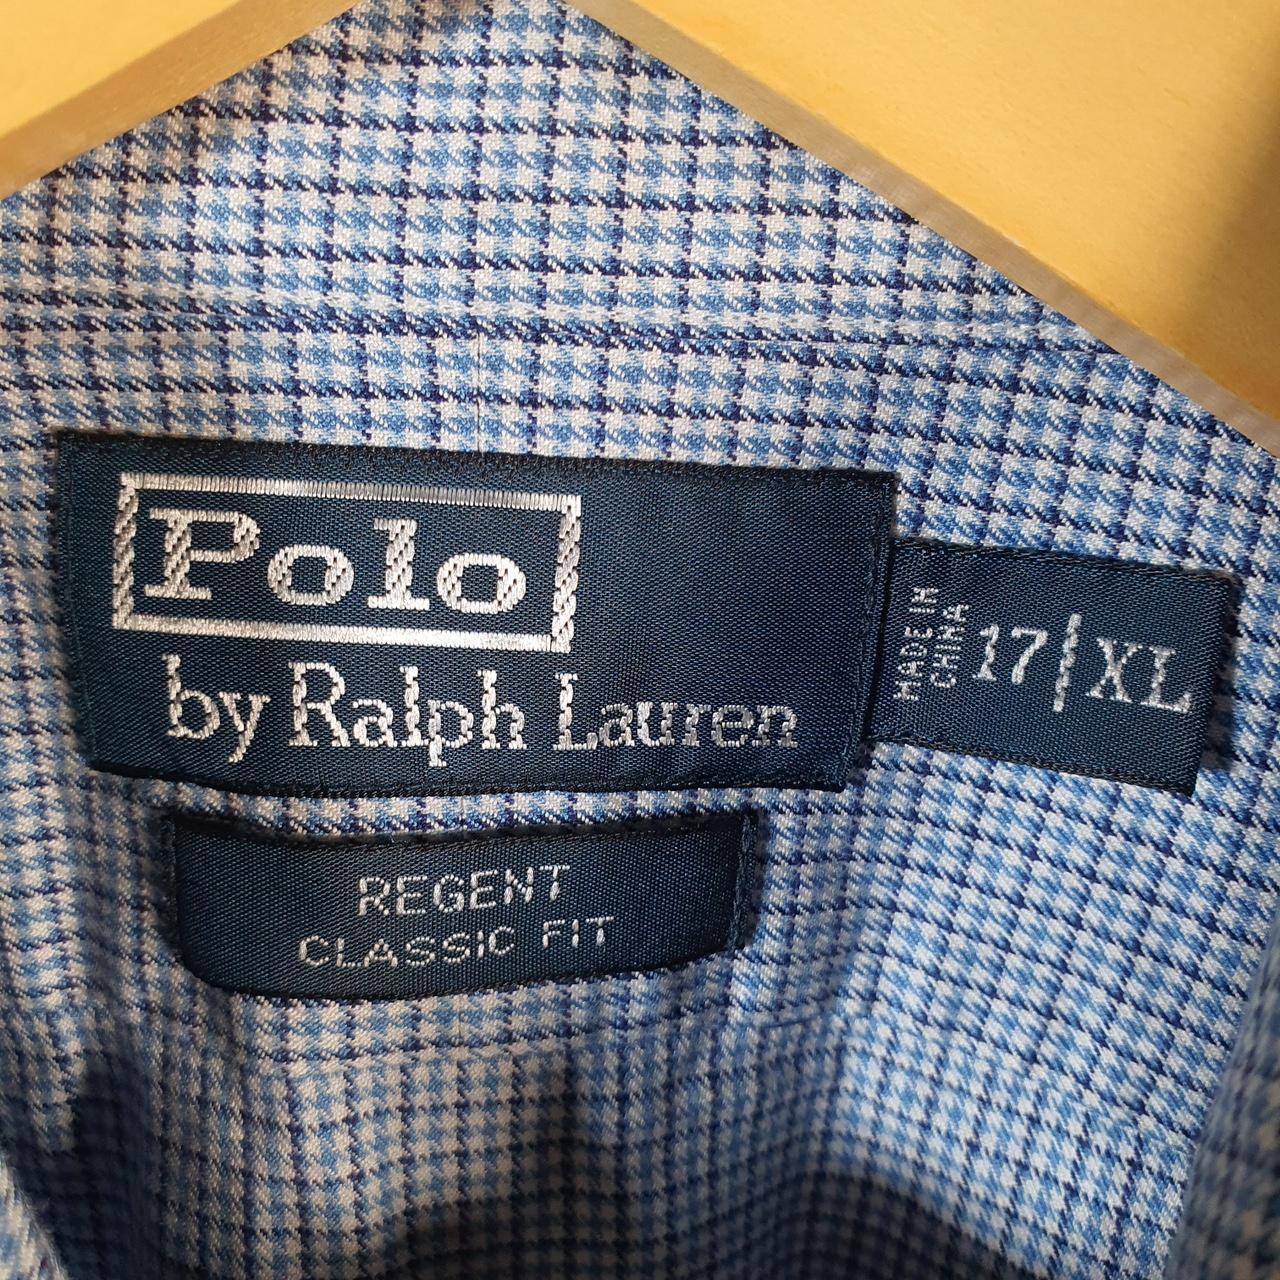 Polo
by Ralph Lauren
MADE IN
CHINA
17 | XL
REGENT
CLASSIC FIT